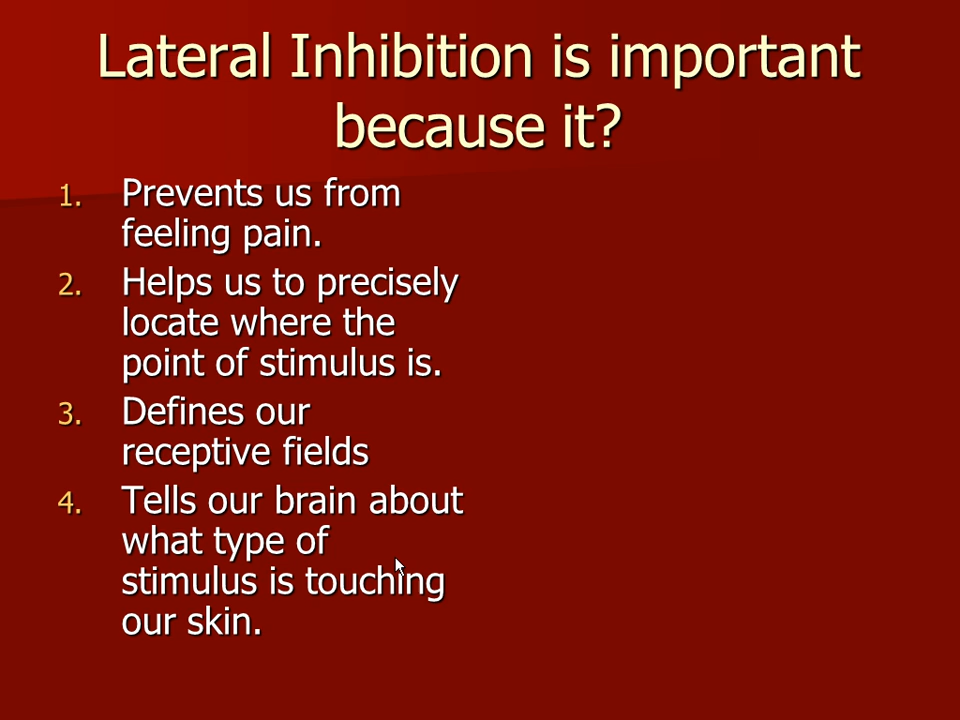 Lateral Inhibition is important
because it?
1. Prevents us from
feeling pain.
2. Helps us to precisely
locate where the
point of stimulus is.
3. Defines our
receptive fields
4. Tells our brain about
what type of
stimulus is touching
our skin.